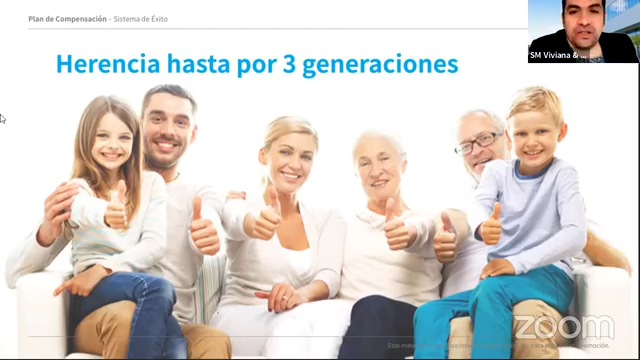 Plan de Compensación - Sistema de Éxito
Herencia hasta por 3 generaciones
SM Viviana &
zoom